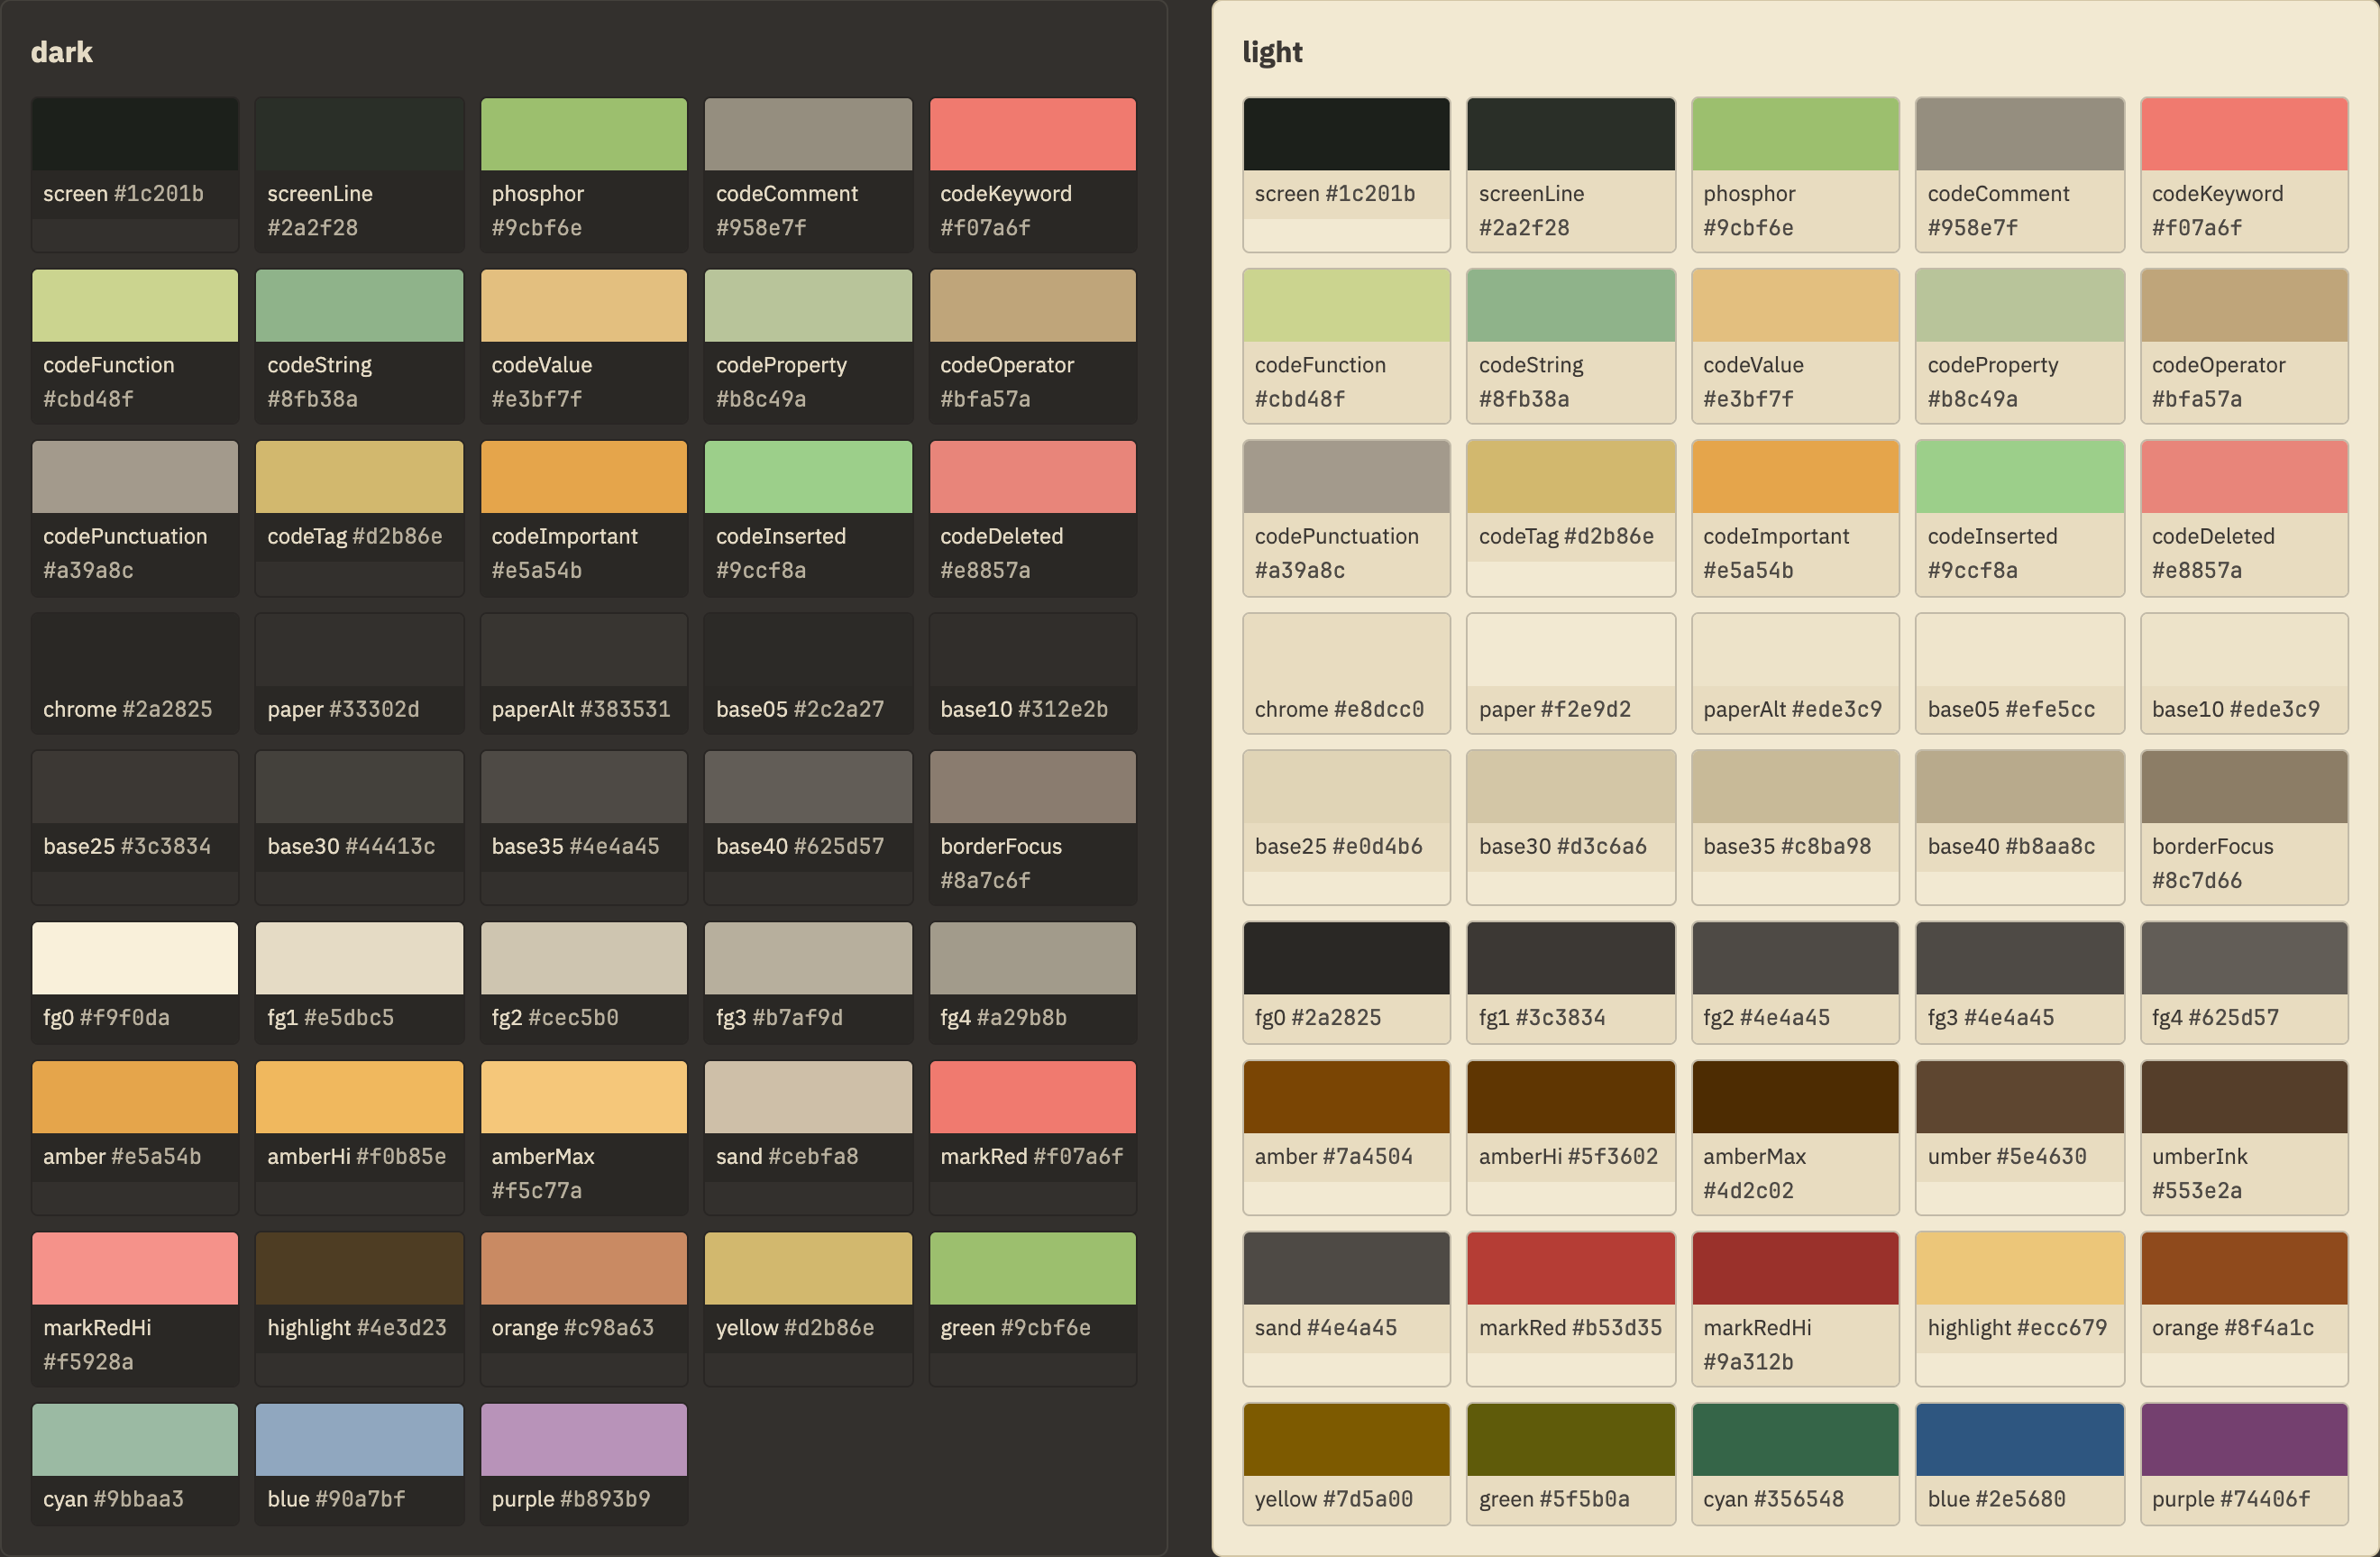 dark
screen #1c201b
screenLine
#2a2f28
phosphor
#9cbf6e
codeComment
#958e7f
codeKeyword
#f07a6f
codeFunction
#cbd48f
codeString
#8fb38a
codeValue
#e3bf7f
codeProperty
#b8c49a
codeOperator
#bfa57a
codePunctuation
#a39a8c
codeTag #d2b86e
codeImportant
#e5a54b
codeInserted
#9ccf8a
codeDeleted
#e8857a
chrome #2a2825
paper #33302d
paperAlt #383531
base05 #2c2a27
base10 #312e2b
base25 #3c3834
base30 #44413c
base35 #4e4a45
base40 #625d57
borderFocus
#8a7c6f
fg0 #f9f0da
fg1 #e5dbc5
fg2 #cec5b0
fg3 #b7af9d
fg4 #a29b8b
amber #e5a54b
amberHi #f0b85e
amberMax
#f5c77a
sand #cebfa8
markRed #f07a6f
markRedHi
#f5928a
highlight #4e3d23
orange #c98a63
yellow #d2b86e
green #9cbf6e
cyan #9bbaa3
blue #90a7bf
purple #b893b9
light
screen #1c201b
screenLine
#2a2f28
phosphor
#9cbf6e
codeComment
#958e7f
codeKeyword
#f07a6f
codeFunction
#cbd48f
codeString
#8fb38a
codeValue
#e3bf7f
codeProperty
#b8c49a
codeOperator
#bfa57a
codePunctuation
#a39a8c
codeTag #d2b86e
codeImportant
#e5a54b
codeInserted
#9ccf8a
codeDeleted
#e8857a
chrome #e8dcc0
paper #f2e9d2
paperAlt #ede3c9
base05 #efe5cc
base10 #ede3c9
base25 #e0d4b6
base30 #d3c6a6
base35 #c8ba98
base40 #b8aa8c
borderFocus
#8c7d66
fg0 #2a2825
fg1 #3c3834
fg2 #4e4a45
fg3 #4e4a45
fg4 #625d57
amber #7a4504
amberHi #5f3602
amberMax
#4d2c02
umber #5e4630
umberInk
#553e2a
sand #4e4a45
markRed #b53d35
markRedHi
#9a312b
highlight #ecc679
orange #8f4a1c
yellow #7d5a00
green #5f5b0a
cyan #356548
blue #2e5680
purple #74406f